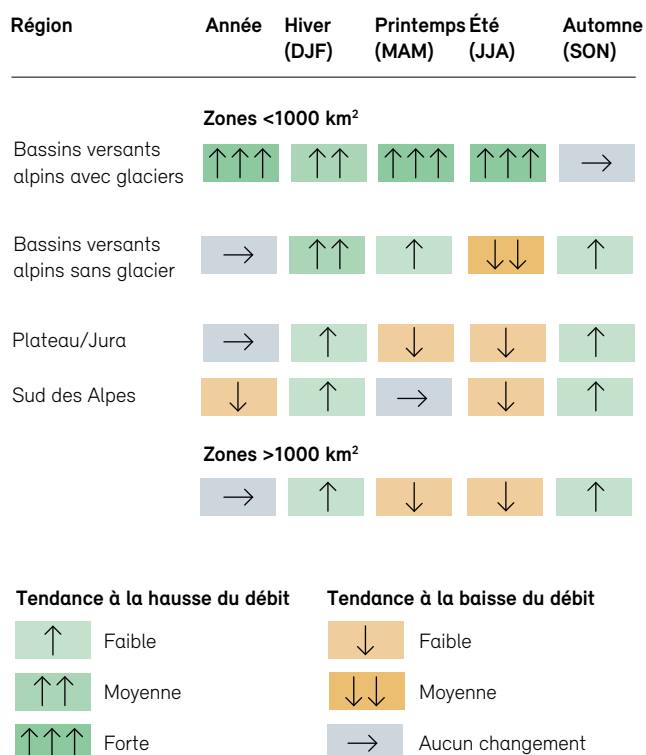 Région Année Hiver Printemps Été Automne
(DJF) (MAM) (JJA) (SON)
Zones <1000 km²
Bassins versants
alpins avec glaciers ↑↑↑ ↑↑ ↑↑↑ ↑↑↑ →
Bassins versants
alpins sans glacier → ↑↑ ↑ ↓↓ ↑
Plateau/Jura → ↑ ↓ ↓ ↑
Sud des Alpes ↓ ↑ → ↓ ↑
Zones >1000 km²
→ ↑ ↓ ↓ ↑
Tendance à la hausse du débit Tendance à la baisse du débit
↑ Faible ↓ Faible
↑↑ Moyenne ↓↓ Moyenne
↑↑↑ Forte → Aucun changement